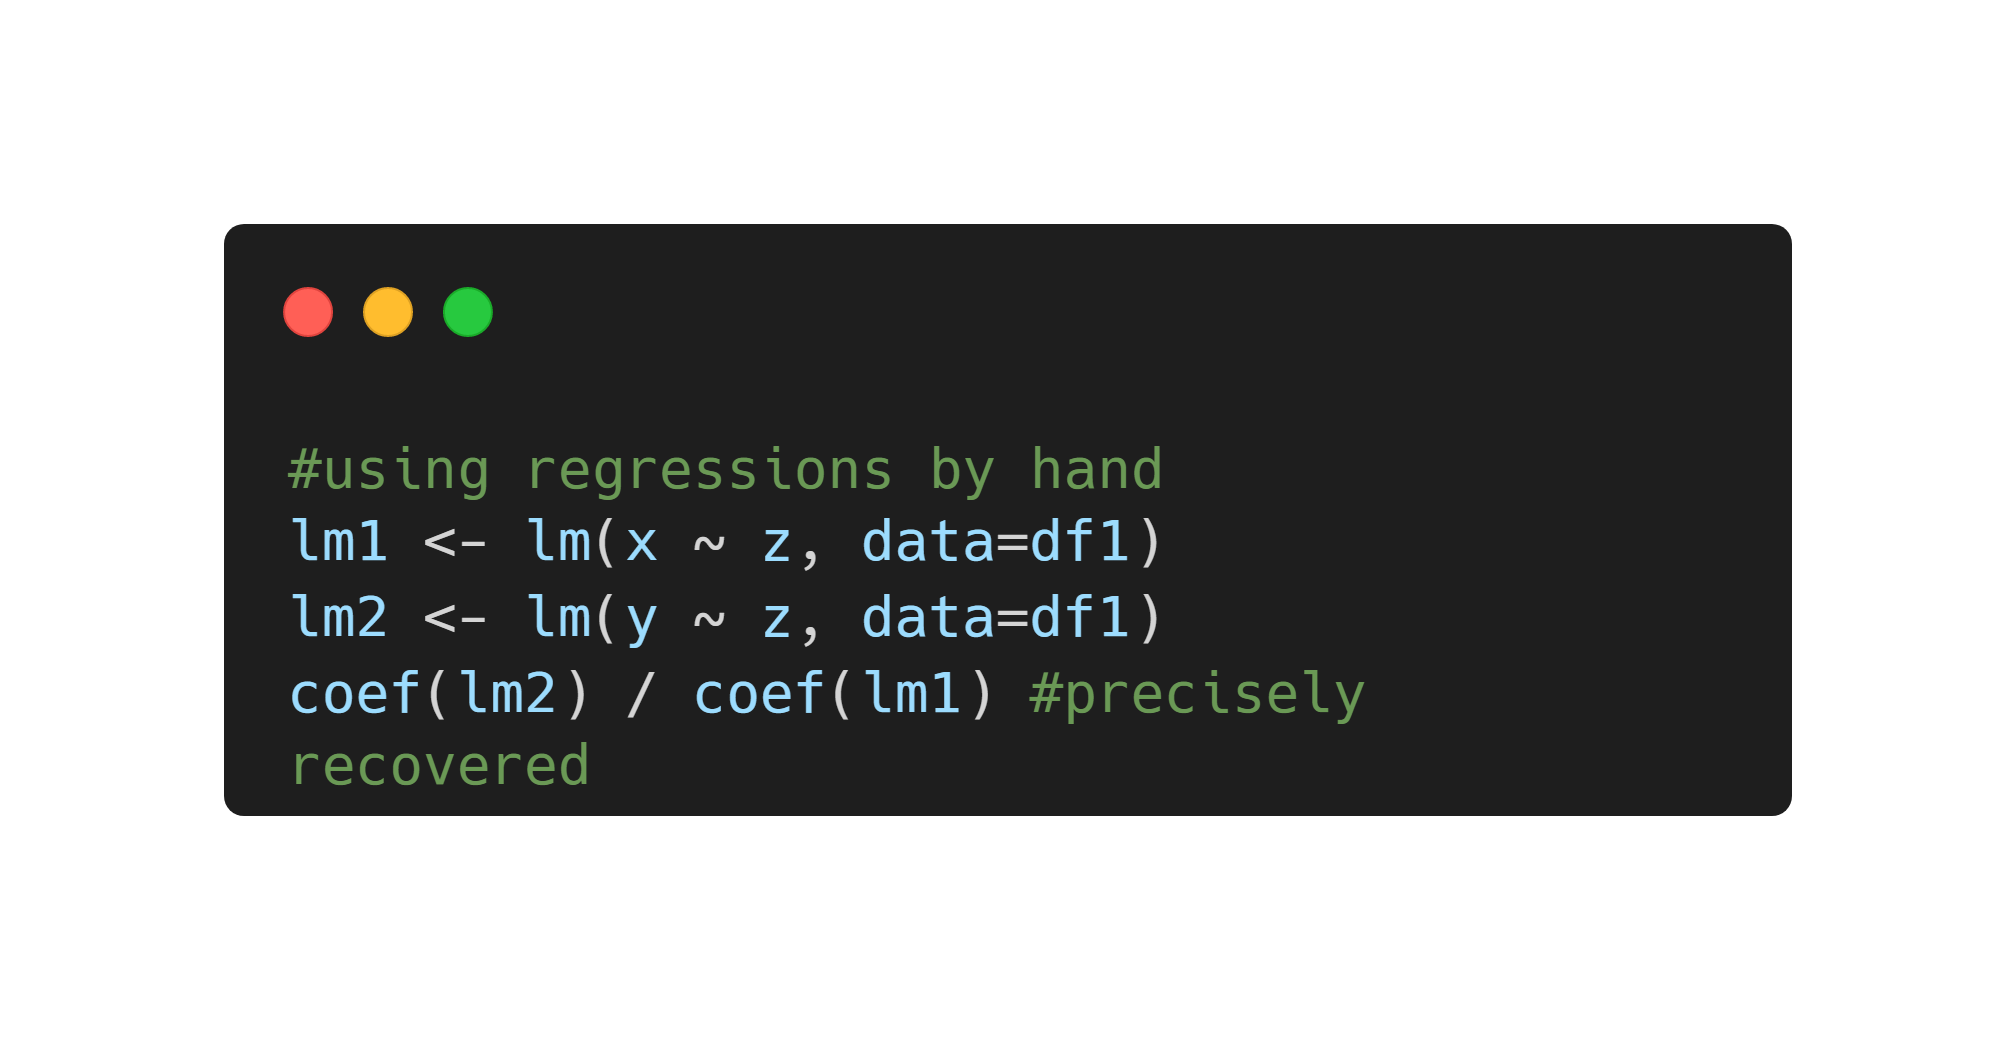 #using regressions by hand
lm1 <- lm(x ~ z, data=df1)
lm2 <- lm(y ~ z, data=df1)
coef(lm2) / coef(lm1) #precisely
recovered